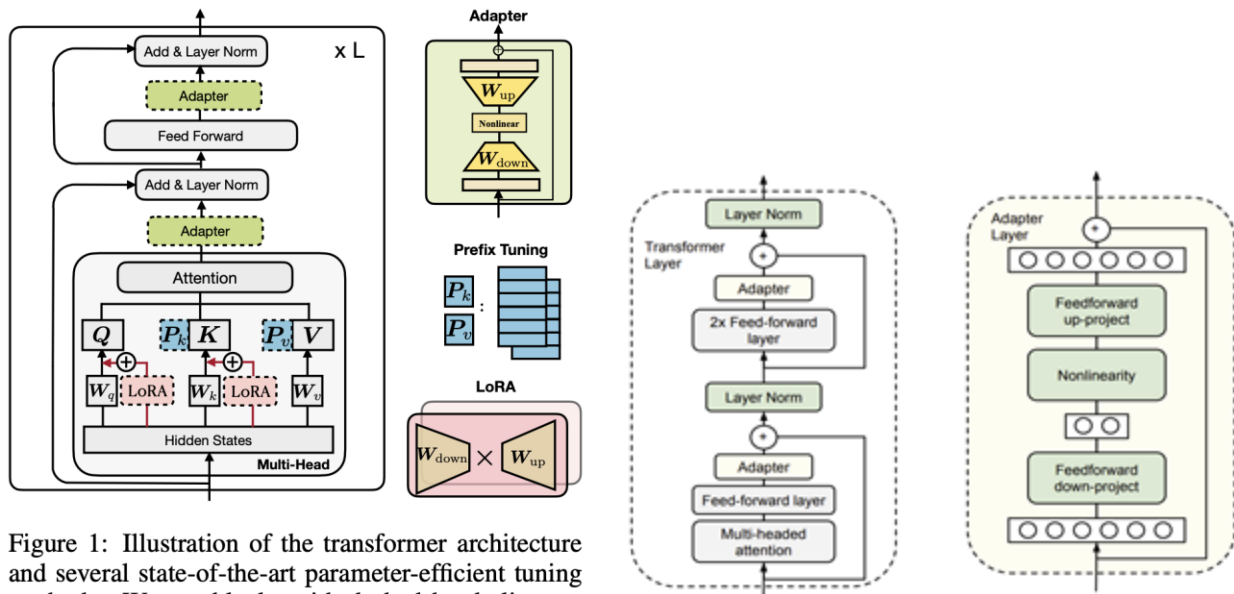 Add & Layer Norm
x L
Adapter
Feed Forward
Add & Layer Norm
Adapter
Attention
Q
P_k
K
P_v
V
W_q
LoRA
W_k
LoRA
W_v
Hidden States
Multi-Head
Adapter
W_up
Nonlinear
W_down
Prefix Tuning
P_k
:
P_v
LoRA
W_down
×
W_up
Figure 1: Illustration of the transformer architecture
and several state-of-the-art parameter-efficient tuning
Layer Norm
Transformer
Layer
Adapter
2x Feed-forward
layer
Layer Norm
Adapter
Feed-forward layer
Multi-headed
attention
Adapter
Layer
Feedforward
up-project
Nonlinearity
Feedforward
down-project